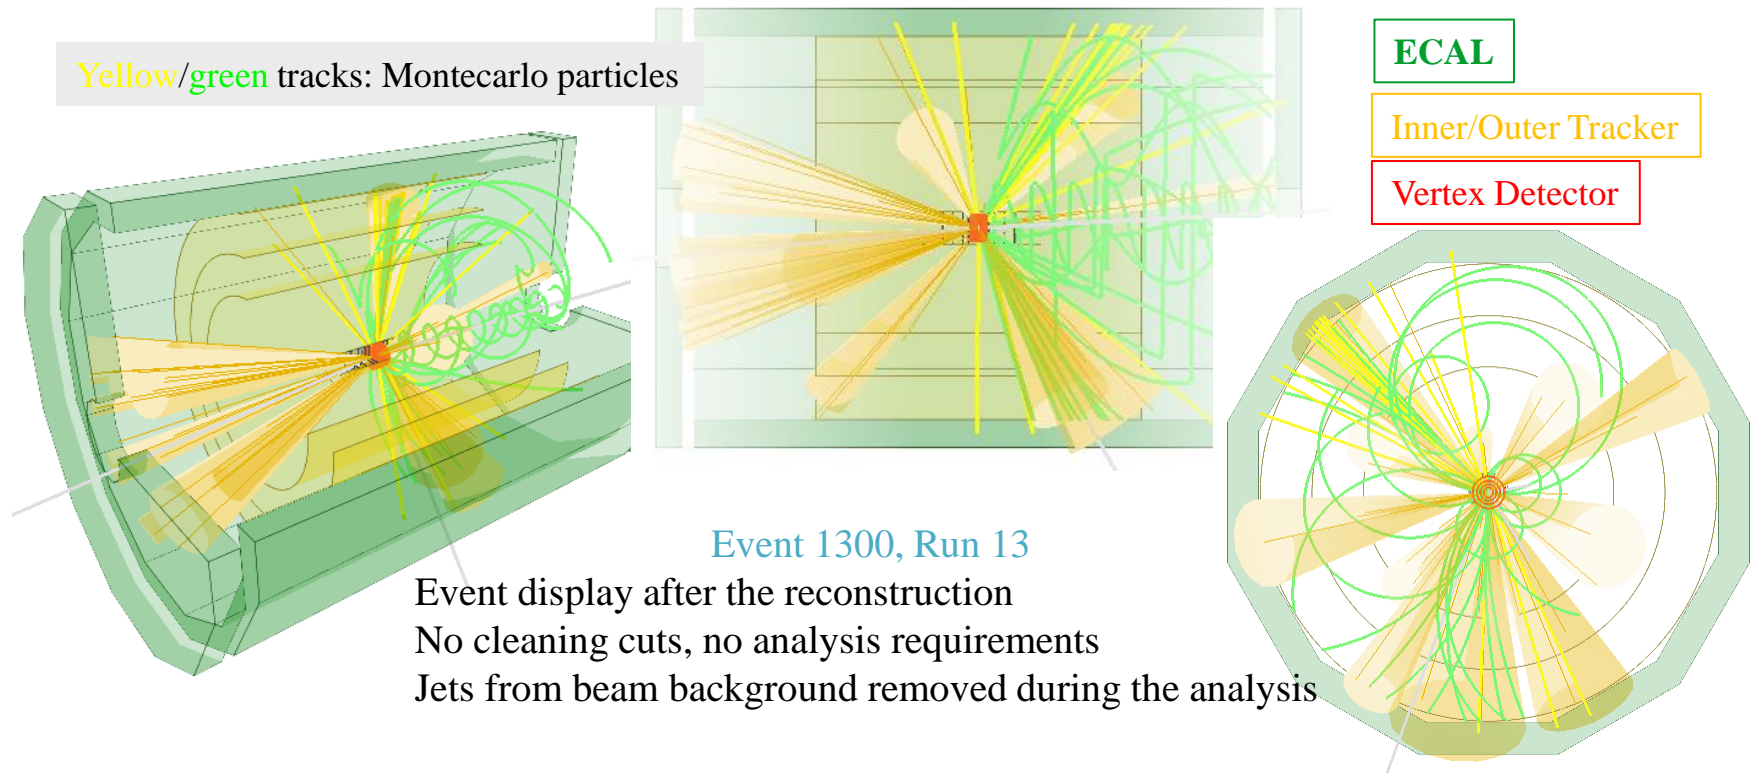 Yellow/green tracks: Montecarlo particles
ECAL
Inner/Outer Tracker
Vertex Detector
Event 1300, Run 13
Event display after the reconstruction
No cleaning cuts, no analysis requirements
Jets from beam background removed during the analysis